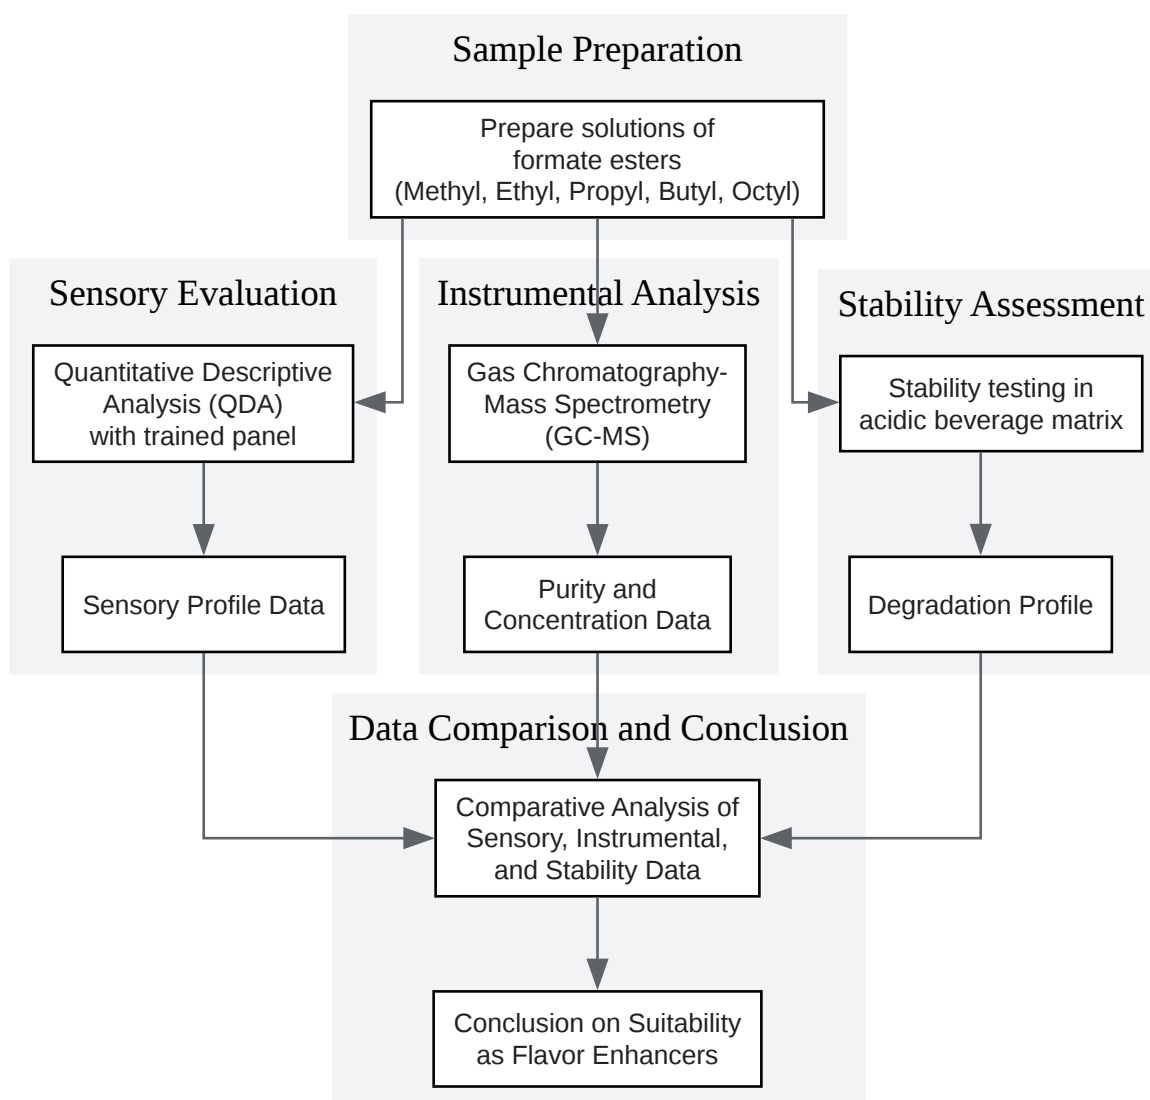 Sample Preparation
Prepare solutions of
formate esters
(Methyl, Ethyl, Propyl, Butyl, Octyl)
Sensory Evaluation
Quantitative Descriptive
Analysis (QDA)
with trained panel
Sensory Profile Data
Instrumental Analysis
Gas Chromatography-
Mass Spectrometry
(GC-MS)
Purity and
Concentration Data
Stability Assessment
Stability testing in
acidic beverage matrix
Degradation Profile
Data Comparison and Conclusion
Comparative Analysis of
Sensory, Instrumental,
and Stability Data
Conclusion on Suitability
as Flavor Enhancers